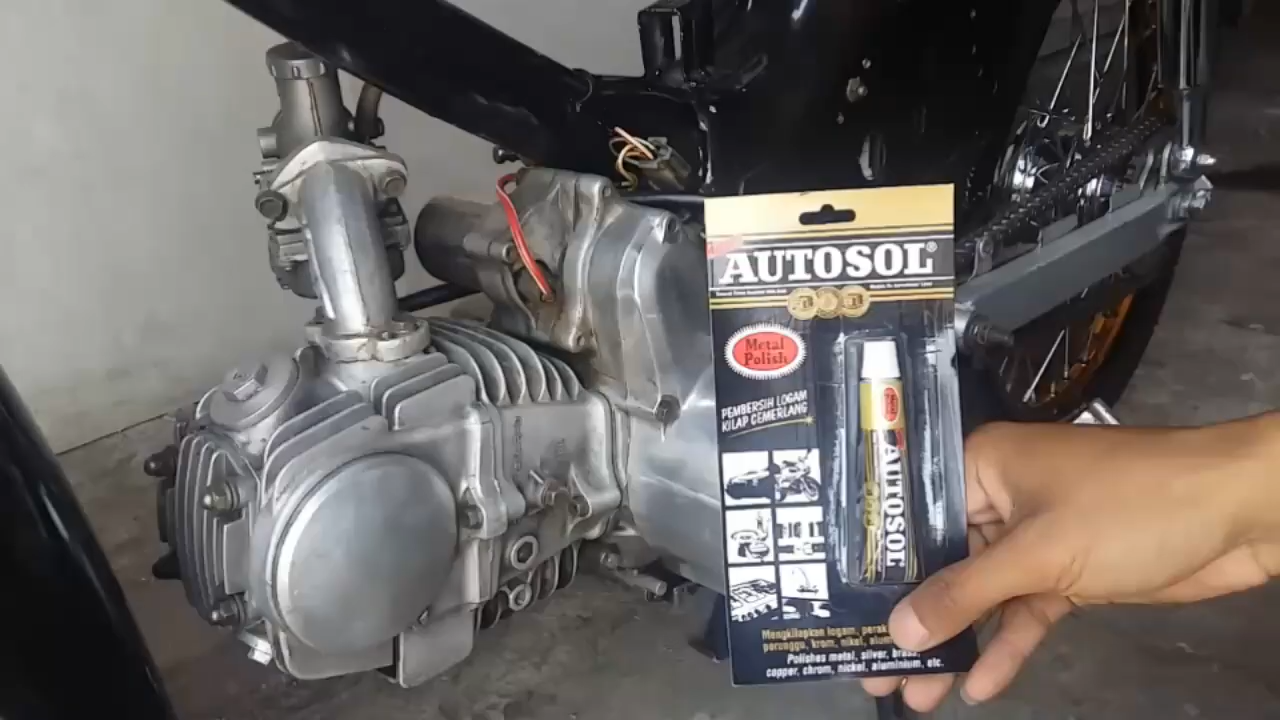 AUTOSOL®
Metal
Polish
PEMBERSIH LOGAM
KILAP CEMERLANG
AUTOSOL
Mengkilapkan logam, perak
perunggu, krom, nikel, alum
Polishes metal, silver, brass,
copper, chrom, nickel, aluminium, etc.